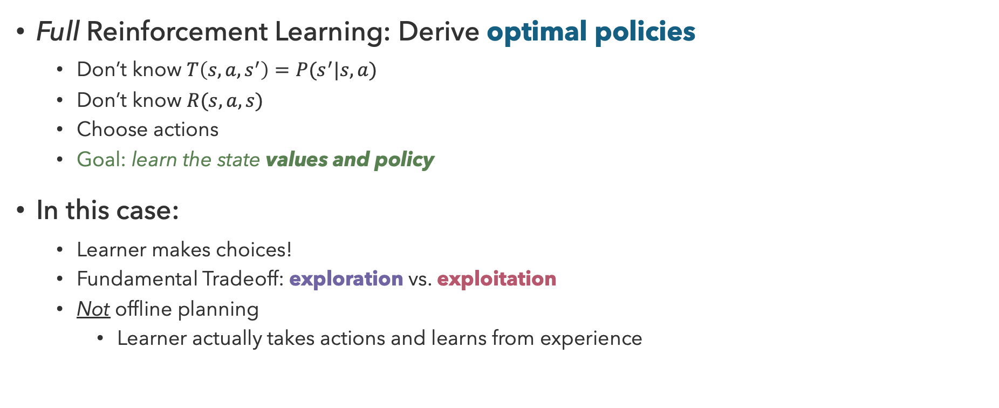 • Full Reinforcement Learning: Derive optimal policies
• Don’t know T(s, a, s′) = P(s′|s, a)
• Don’t know R(s, a, s)
• Choose actions
• Goal: learn the state values and policy
• In this case:
• Learner makes choices!
• Fundamental Tradeoff: exploration vs. exploitation
• Not offline planning
• Learner actually takes actions and learns from experience